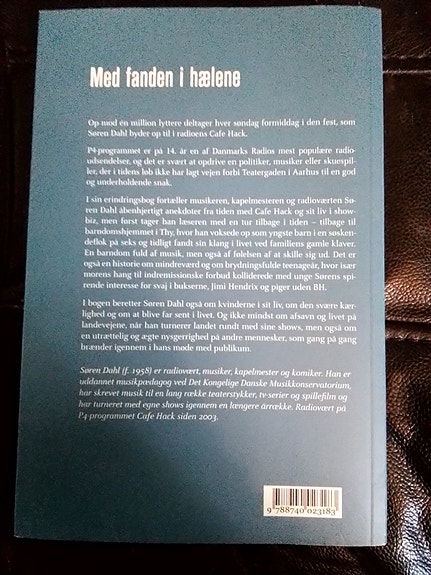 Med fanden i hælene
Op mod en million lyttere deltager hver søndag formiddag i den fest, som
Søren Dahl byder op til i radioens Cafe Hack.
P4-programmet er på 14. år en af Danmarks Radios mest populære radio-
udsendelser, og det er svært at opdrive en politiker, musiker eller skuespil-
ler, der i tidens løb ikke har lagt vejen forbi Teatergaden i Aarhus til en god
og underholdende snak.
I sin erindringsbog fortæller musikeren, kapelmesteren og radioværten Sø-
ren Dahl åbenhjertigt anekdoter fra tiden med Cafe Hack og sit liv i show-
biz, men først tager han læseren med en tur tilbage i tiden – tilbage til
barndomshjemmet i Thy, hvor han voksede op som yngste barn i en søsken-
deflok på seks og tidligt fandt sin klang i livet ved familiens gamle klaver.
En barndom fuld af musik, men også af følelsen af at skille sig ud. Det er
også en historie om mindreværd og om brydningsfulde teenageår, hvor især
morens hang til indremissionske forbud kolliderede med unge Sørens spi-
rende interesse for svaj i bukserne, Jimi Hendrix og piger uden BH.
I bogen beretter Søren Dahl også om kvinderne i sit liv, om den svære kær-
lighed og om at blive far sent i livet. Og ikke mindst om afsavn og livet på
landevejene, når han turnerer landet rundt med sine shows, men også om
en utrættelig og ægte nysgerrighed på andre mennesker, som gang på gang
brænder igennem i hans møde med publikum.
Søren Dahl (f. 1958) er radiovært, musiker, kapelmester og komiker. Han er
uddannet musikpædagog ved Det Kongelige Danske Musikkonservatorium,
har skrevet musik til en lang række teaterstykker, tv-serier og spillefilm og
har turneret med egne shows igennem en længere årrække. Radiovært på
P4-programmet Cafe Hack siden 2003.
9 788740 023183